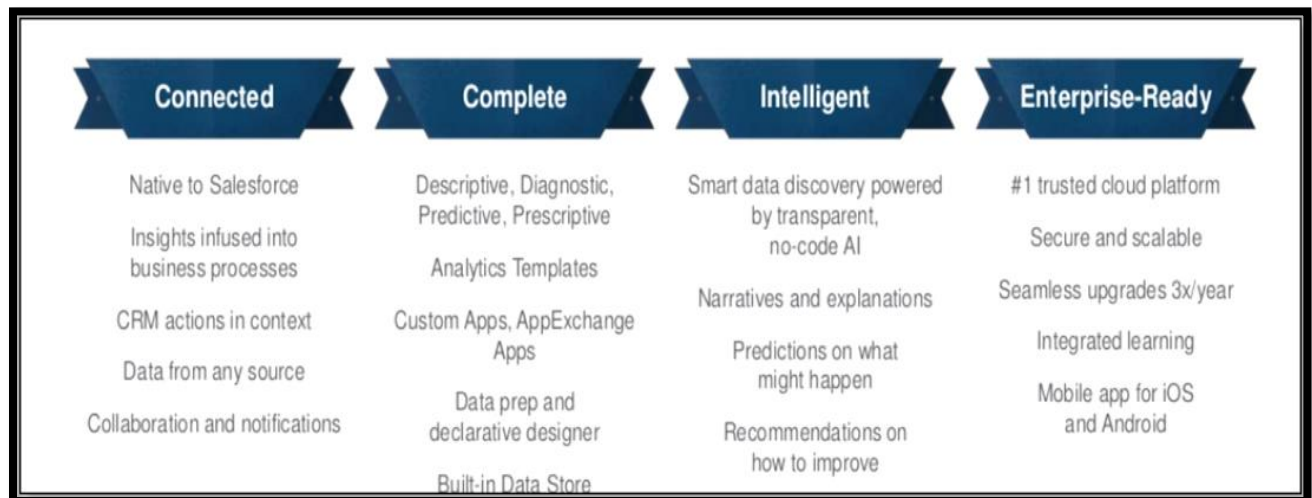 Connected
Native to Salesforce
Insights infused into
business processes
CRM actions in context
Data from any source
Collaboration and notifications
Complete
Descriptive, Diagnostic,
Predictive, Prescriptive
Analytics Templates
Custom Apps, AppExchange
Apps
Data prep and
declarative designer
Built-in Data Store
Intelligent
Smart data discovery powered
by transparent,
no-code AI
Narratives and explanations
Predictions on what
might happen
Recommendations on
how to improve
Enterprise-Ready
#1 trusted cloud platform
Secure and scalable
Seamless upgrades 3x/year
Integrated learning
Mobile app for iOS
and Android